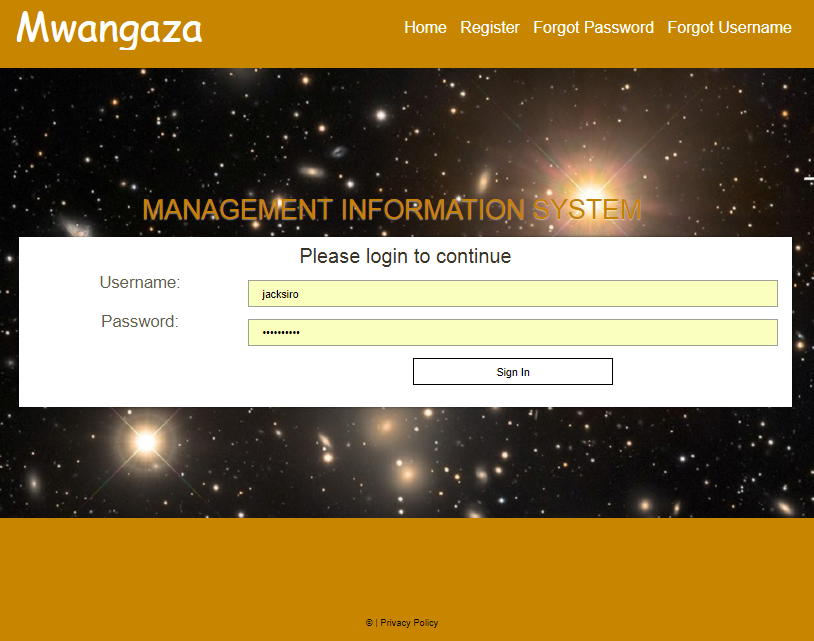 Mwangaza
Home Register Forgot Password Forgot Username
MANAGEMENT INFORMATION SYSTEM
Please login to continue
Username:
jacksiro
Password:
••••••••••
Sign In
© | Privacy Policy